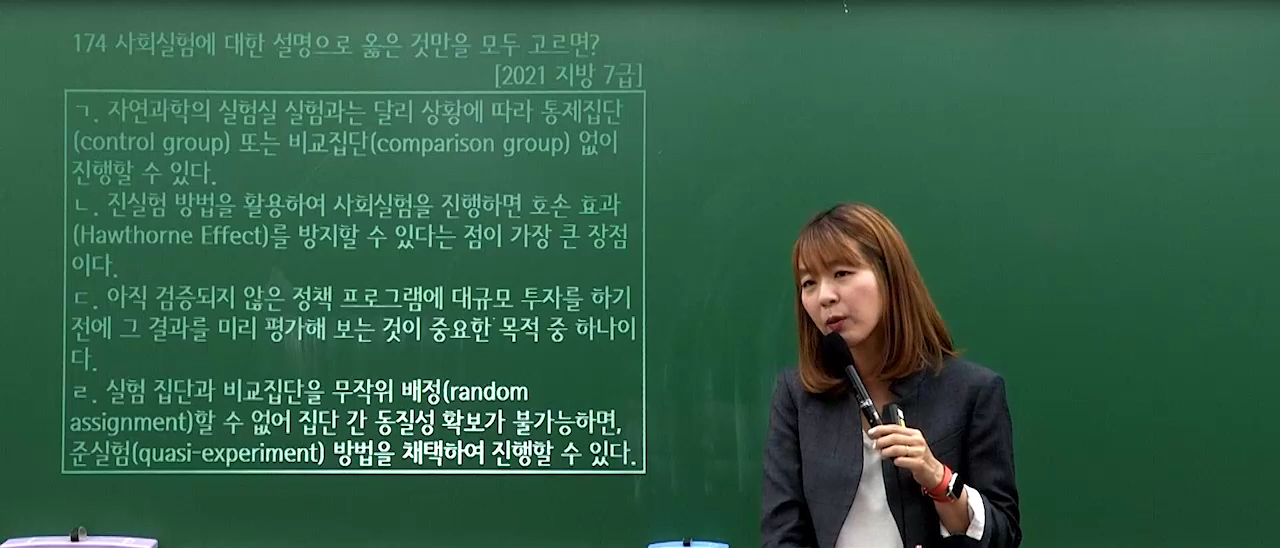 174 사회실험에 대한 설명으로 옳은 것만을 모두 고르면?
[2021 지방 7급]
ㄱ. 자연과학의 실험실 실험과는 달리 상황에 따라 통제집단
(control group) 또는 비교집단(comparison group) 없이
진행할 수 있다.
ㄴ. 진실험 방법을 활용하여 사회실험을 진행하면 호손 효과
(Hawthorne Effect)를 방지할 수 있다는 점이 가장 큰 장점
이다.
ㄷ. 아직 검증되지 않은 정책 프로그램에 대규모 투자를 하기
전에 그 결과를 미리 평가해 보는 것이 중요한 목적 중 하나이
다.
ㄹ. 실험 집단과 비교집단을 무작위 배정(random
assignment)할 수 없어 집단 간 동질성 확보가 불가능하면,
준실험(quasi-experiment) 방법을 채택하여 진행할 수 있다.